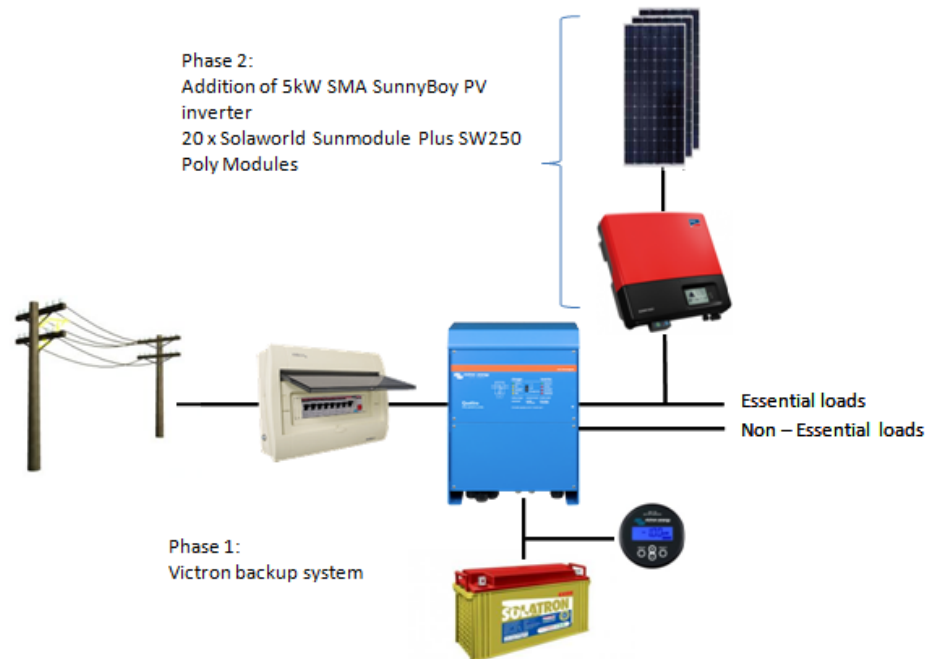 Phase 2:
Addition of 5kW SMA SunnyBoy PV
inverter
20 x Solaworld Sunmodule Plus SW250
Poly Modules
Essential loads
Non – Essential loads
Phase 1:
Victron backup system
SOLATRON